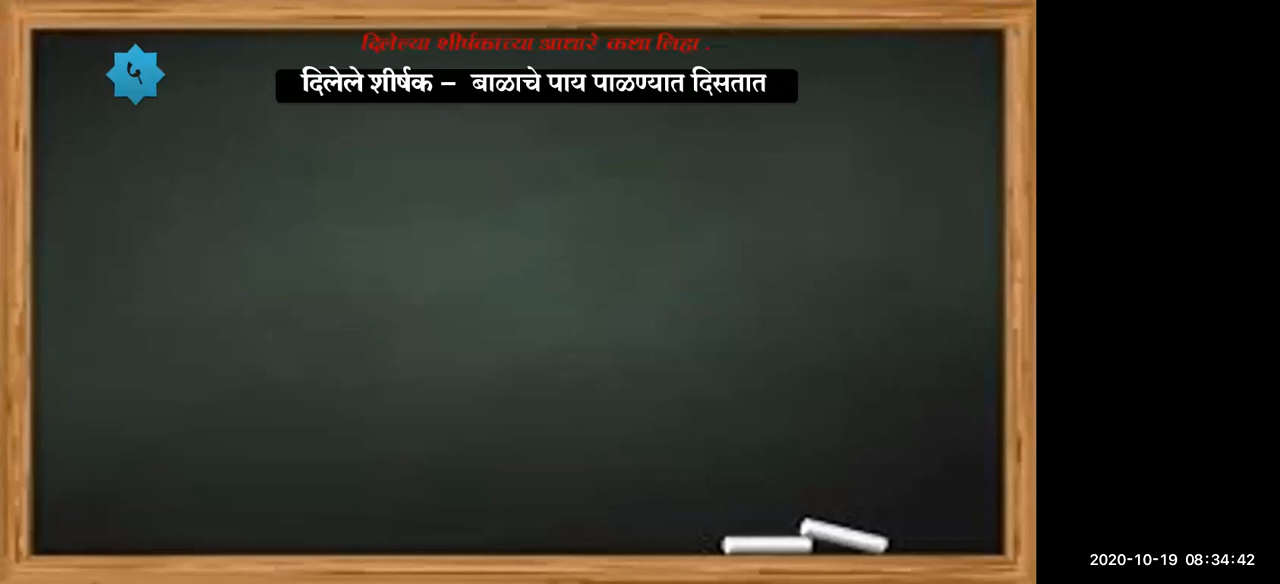 दिलेल्या शीर्षकाच्या आधारे कथा लिहा .
५
दिलेले शीर्षक – बाळाचे पाय पाळण्यात दिसतात
2020-10-19 08:34:42